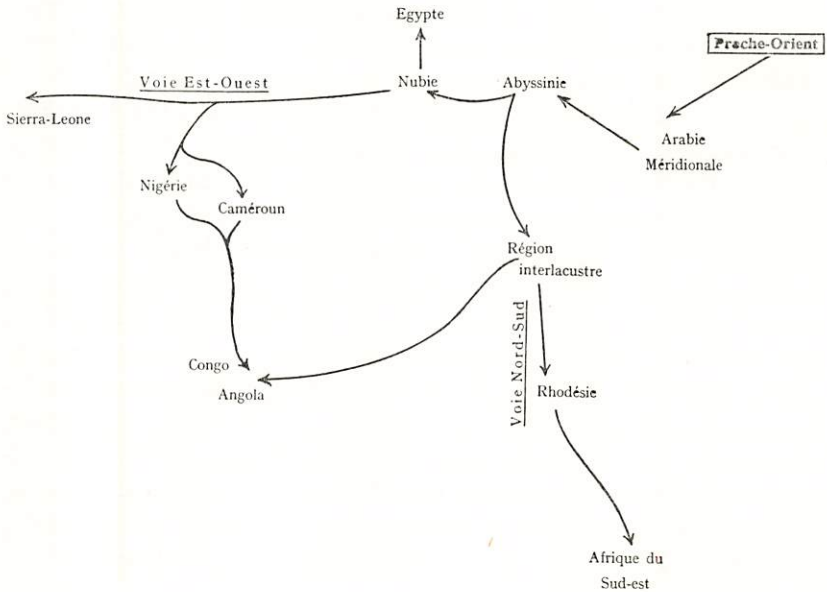 Egypte
Prache-Orient
Voie Est-Ouest
Nubie
Abyssinie
Sierra-Leone
Arabie
Méridionale
Nigérie
Caméroun
Région
interlacustre
Voie Nord-Sud
Congo
Angola
Rhodésie
Afrique du
Sud-est